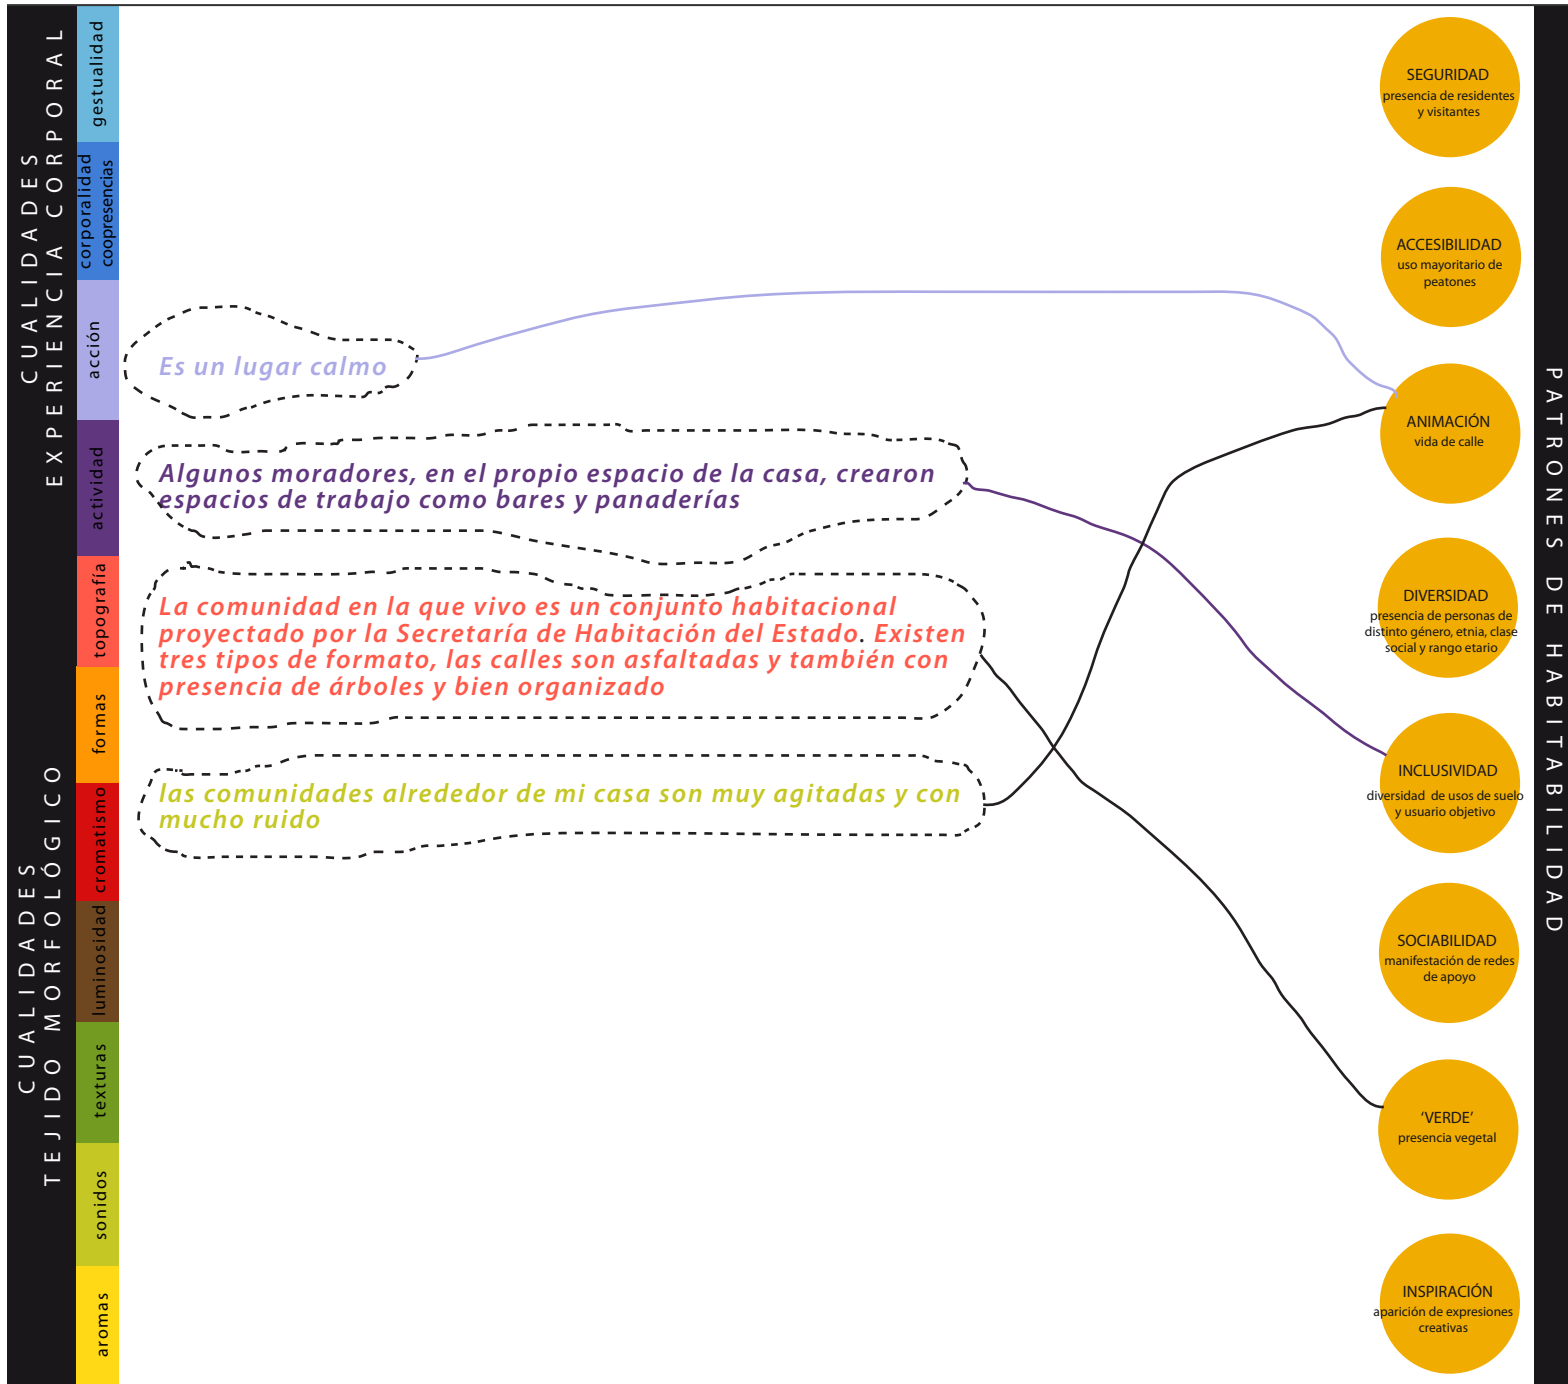 CUALIDADES
EXPERIENCIA CORPORAL
CUALIDADES
TEJIDO MORFOLÓGICO
gestualidad
corporalidad
coopresencias
acción
actividad
topografía
formas
cromatismo
luminosidad
texturas
sonidos
aromas
Es un lugar calmo
Algunos moradores, en el propio espacio de la casa, crearon
espacios de trabajo como bares y panaderías
La comunidad en la que vivo es un conjunto habitacional
proyectado por la Secretaría de Habitación del Estado. Existen
tres tipos de formato, las calles son asfaltadas y también con
presencia de árboles y bien organizado
las comunidades alrededor de mi casa son muy agitadas y con
mucho ruido
SEGURIDAD
presencia de residentes
y visitantes
ACCESIBILIDAD
uso mayoritario de
peatones
ANIMACIÓN
vida de calle
DIVERSIDAD
presencia de personas de
distinto género, etnia, clase
social y rango etario
INCLUSIVIDAD
diversidad de usos de suelo
y usuario objetivo
SOCIABILIDAD
manifestación de redes
de apoyo
‘VERDE’
presencia vegetal
INSPIRACIÓN
aparición de expresiones
creativas
PATRONES DE HABITABILIDAD